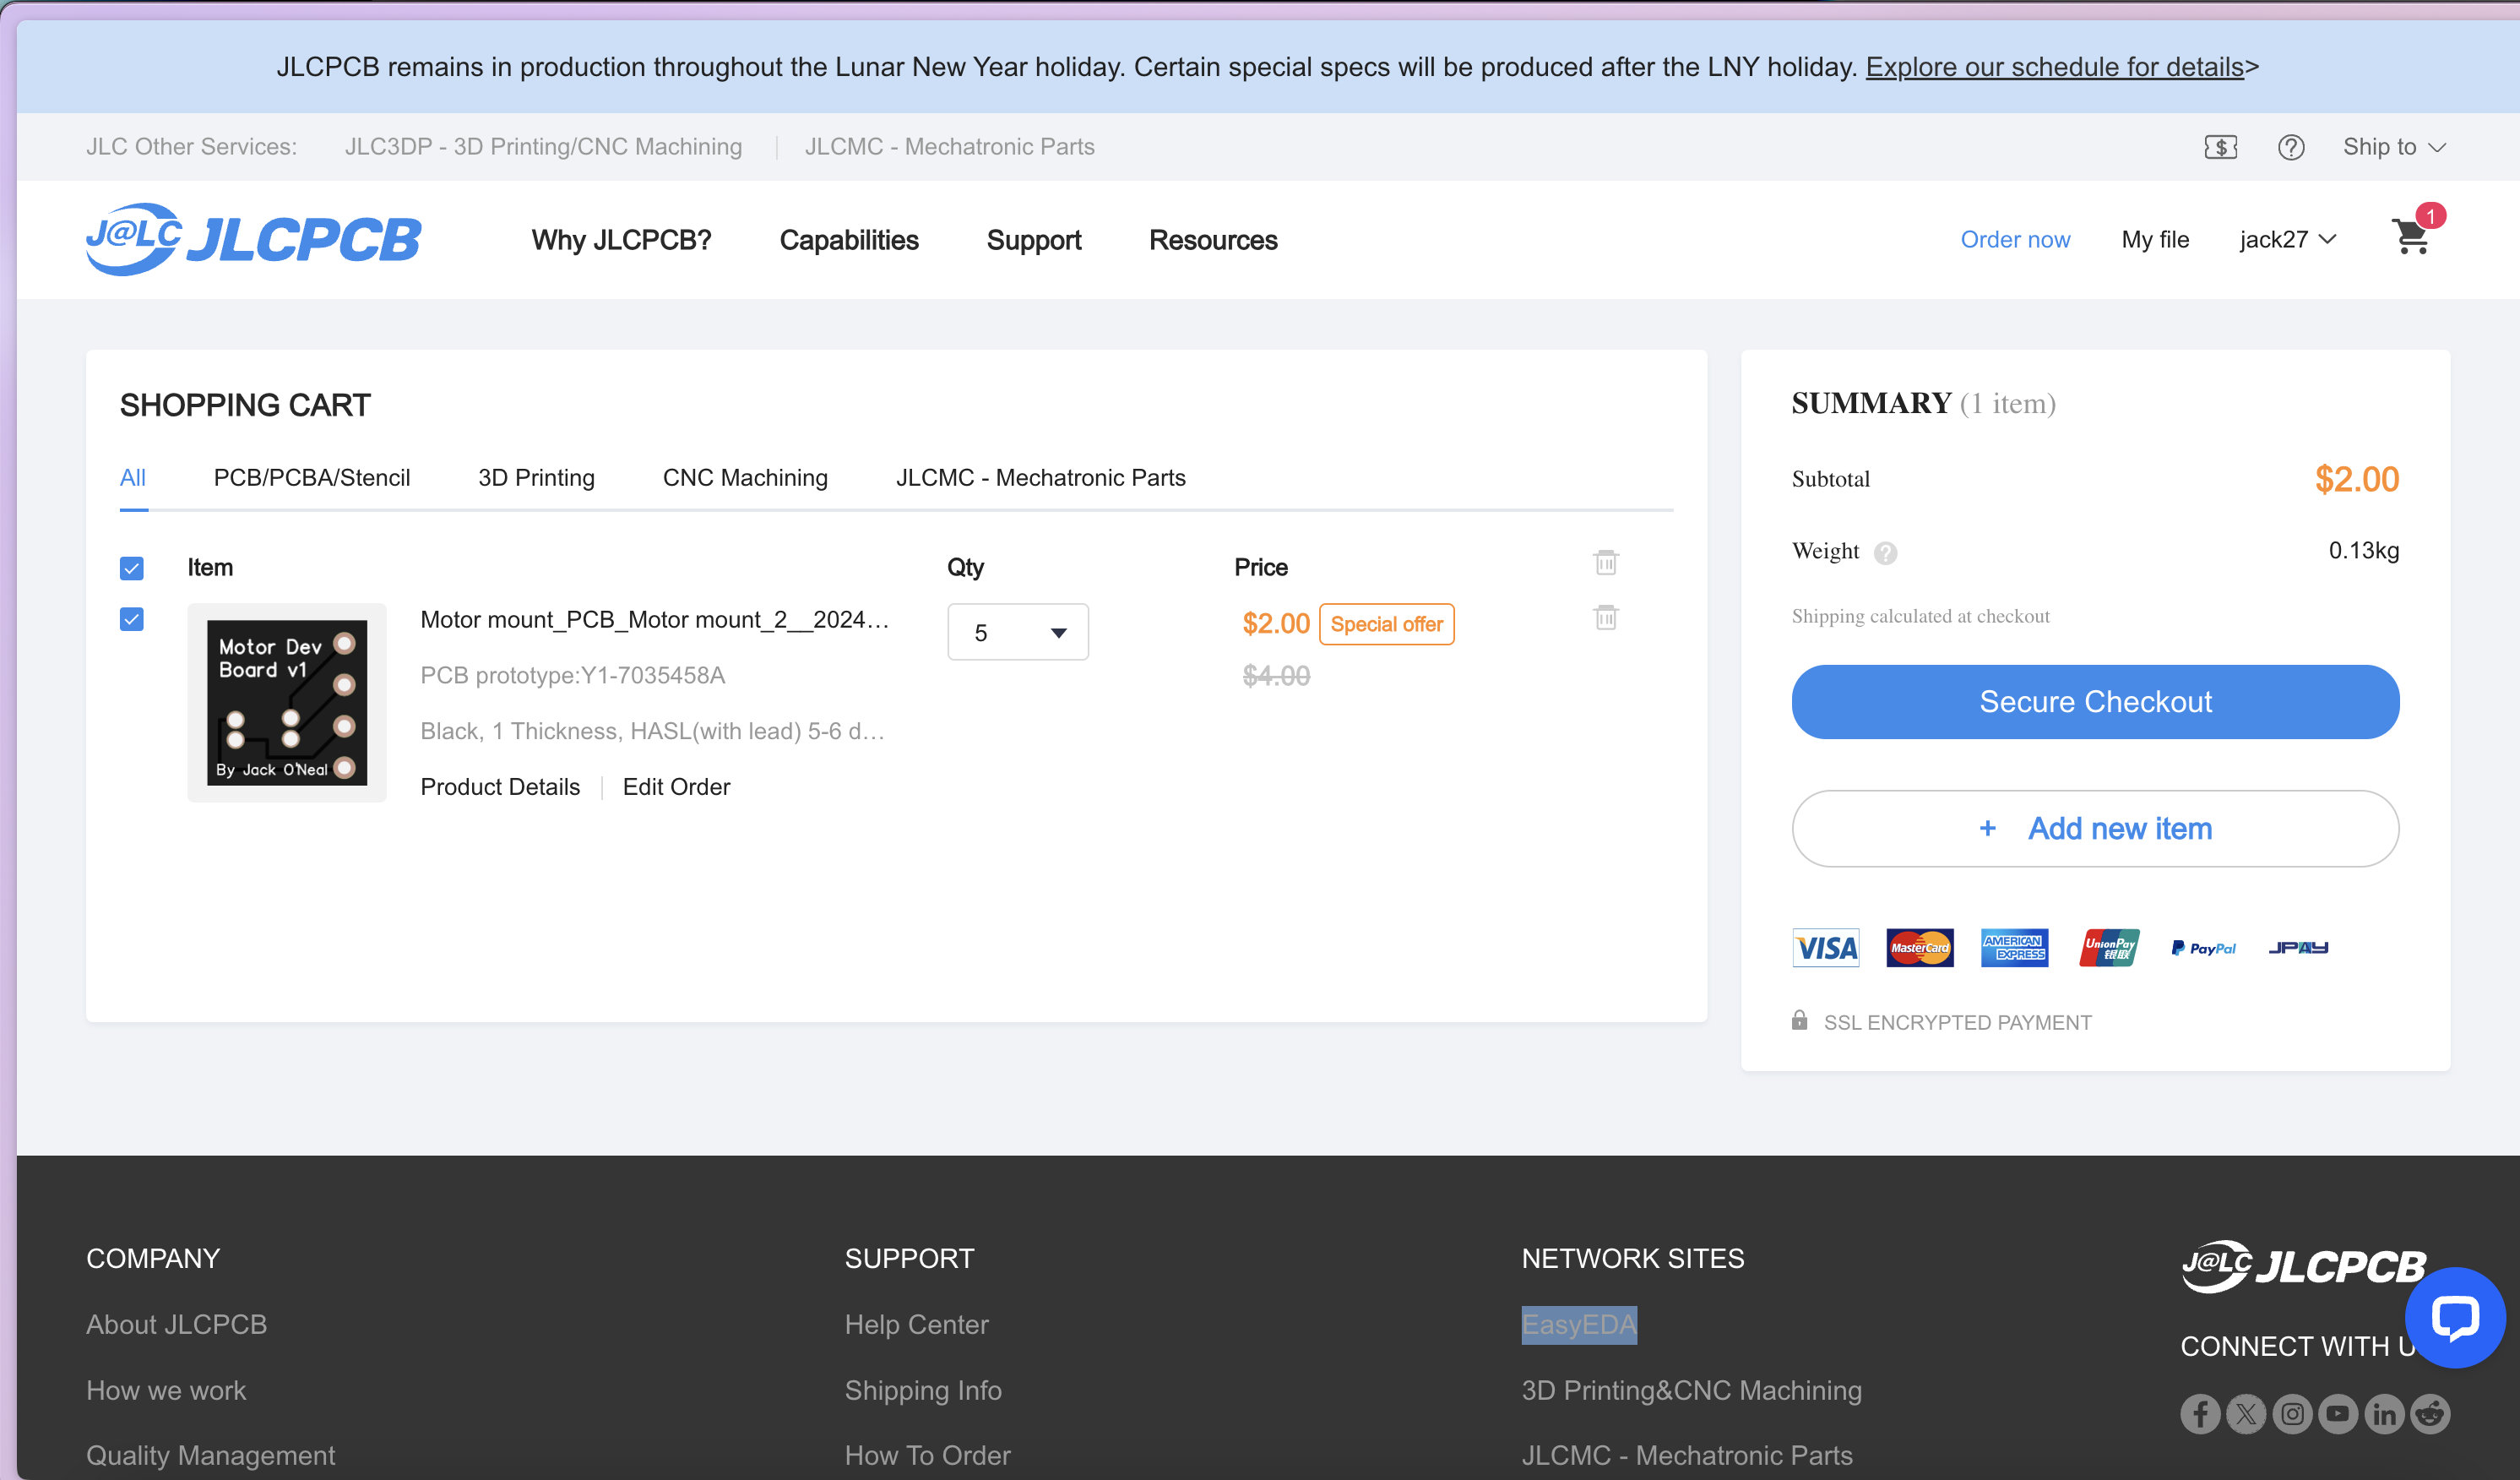 JLCPCB remains in production throughout the Lunar New Year holiday. Certain special specs will be produced after the LNY holiday. Explore our schedule for details>
JLC Other Services: JLC3DP - 3D Printing/CNC Machining JLCMC - Mechatronic Parts Ship to
J@LC JLCPCB Why JLCPCB? Capabilities Support Resources Order now My file jack27 1
SHOPPING CART
All PCB/PCBA/Stencil 3D Printing CNC Machining JLCMC - Mechatronic Parts
Item Qty Price
Motor Dev
Board v1
By Jack O'Neal
Motor mount_PCB_Motor mount_2__2024...
PCB prototype:Y1-7035458A
Black, 1 Thickness, HASL(with lead) 5-6 d...
Product Details Edit Order
5
$2.00 Special offer
$4.00
SUMMARY (1 item)
Subtotal $2.00
Weight ? 0.13kg
Shipping calculated at checkout
Secure Checkout
+ Add new item
VISA MasterCard AMERICAN EXPRESS UnionPay 银联 PayPal JPAY
SSL ENCRYPTED PAYMENT
COMPANY
About JLCPCB
How we work
Quality Management
SUPPORT
Help Center
Shipping Info
How To Order
NETWORK SITES
EasyEDA
3D Printing&CNC Machining
JLCMC - Mechatronic Parts
J@LC JLCPCB
CONNECT WITH U